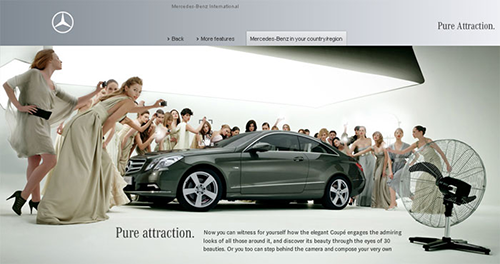 Mercedes-Benz International
Pure Attraction.
Back
More features
Mercedes-Benz in your country/region
Pure attraction.
Now you can witness for yourself how the elegant Coupé engages the admiring
looks of all those around it, and discover its beauty through the eyes of 30
beauties. Or you too can step behind the camera and compose your very own